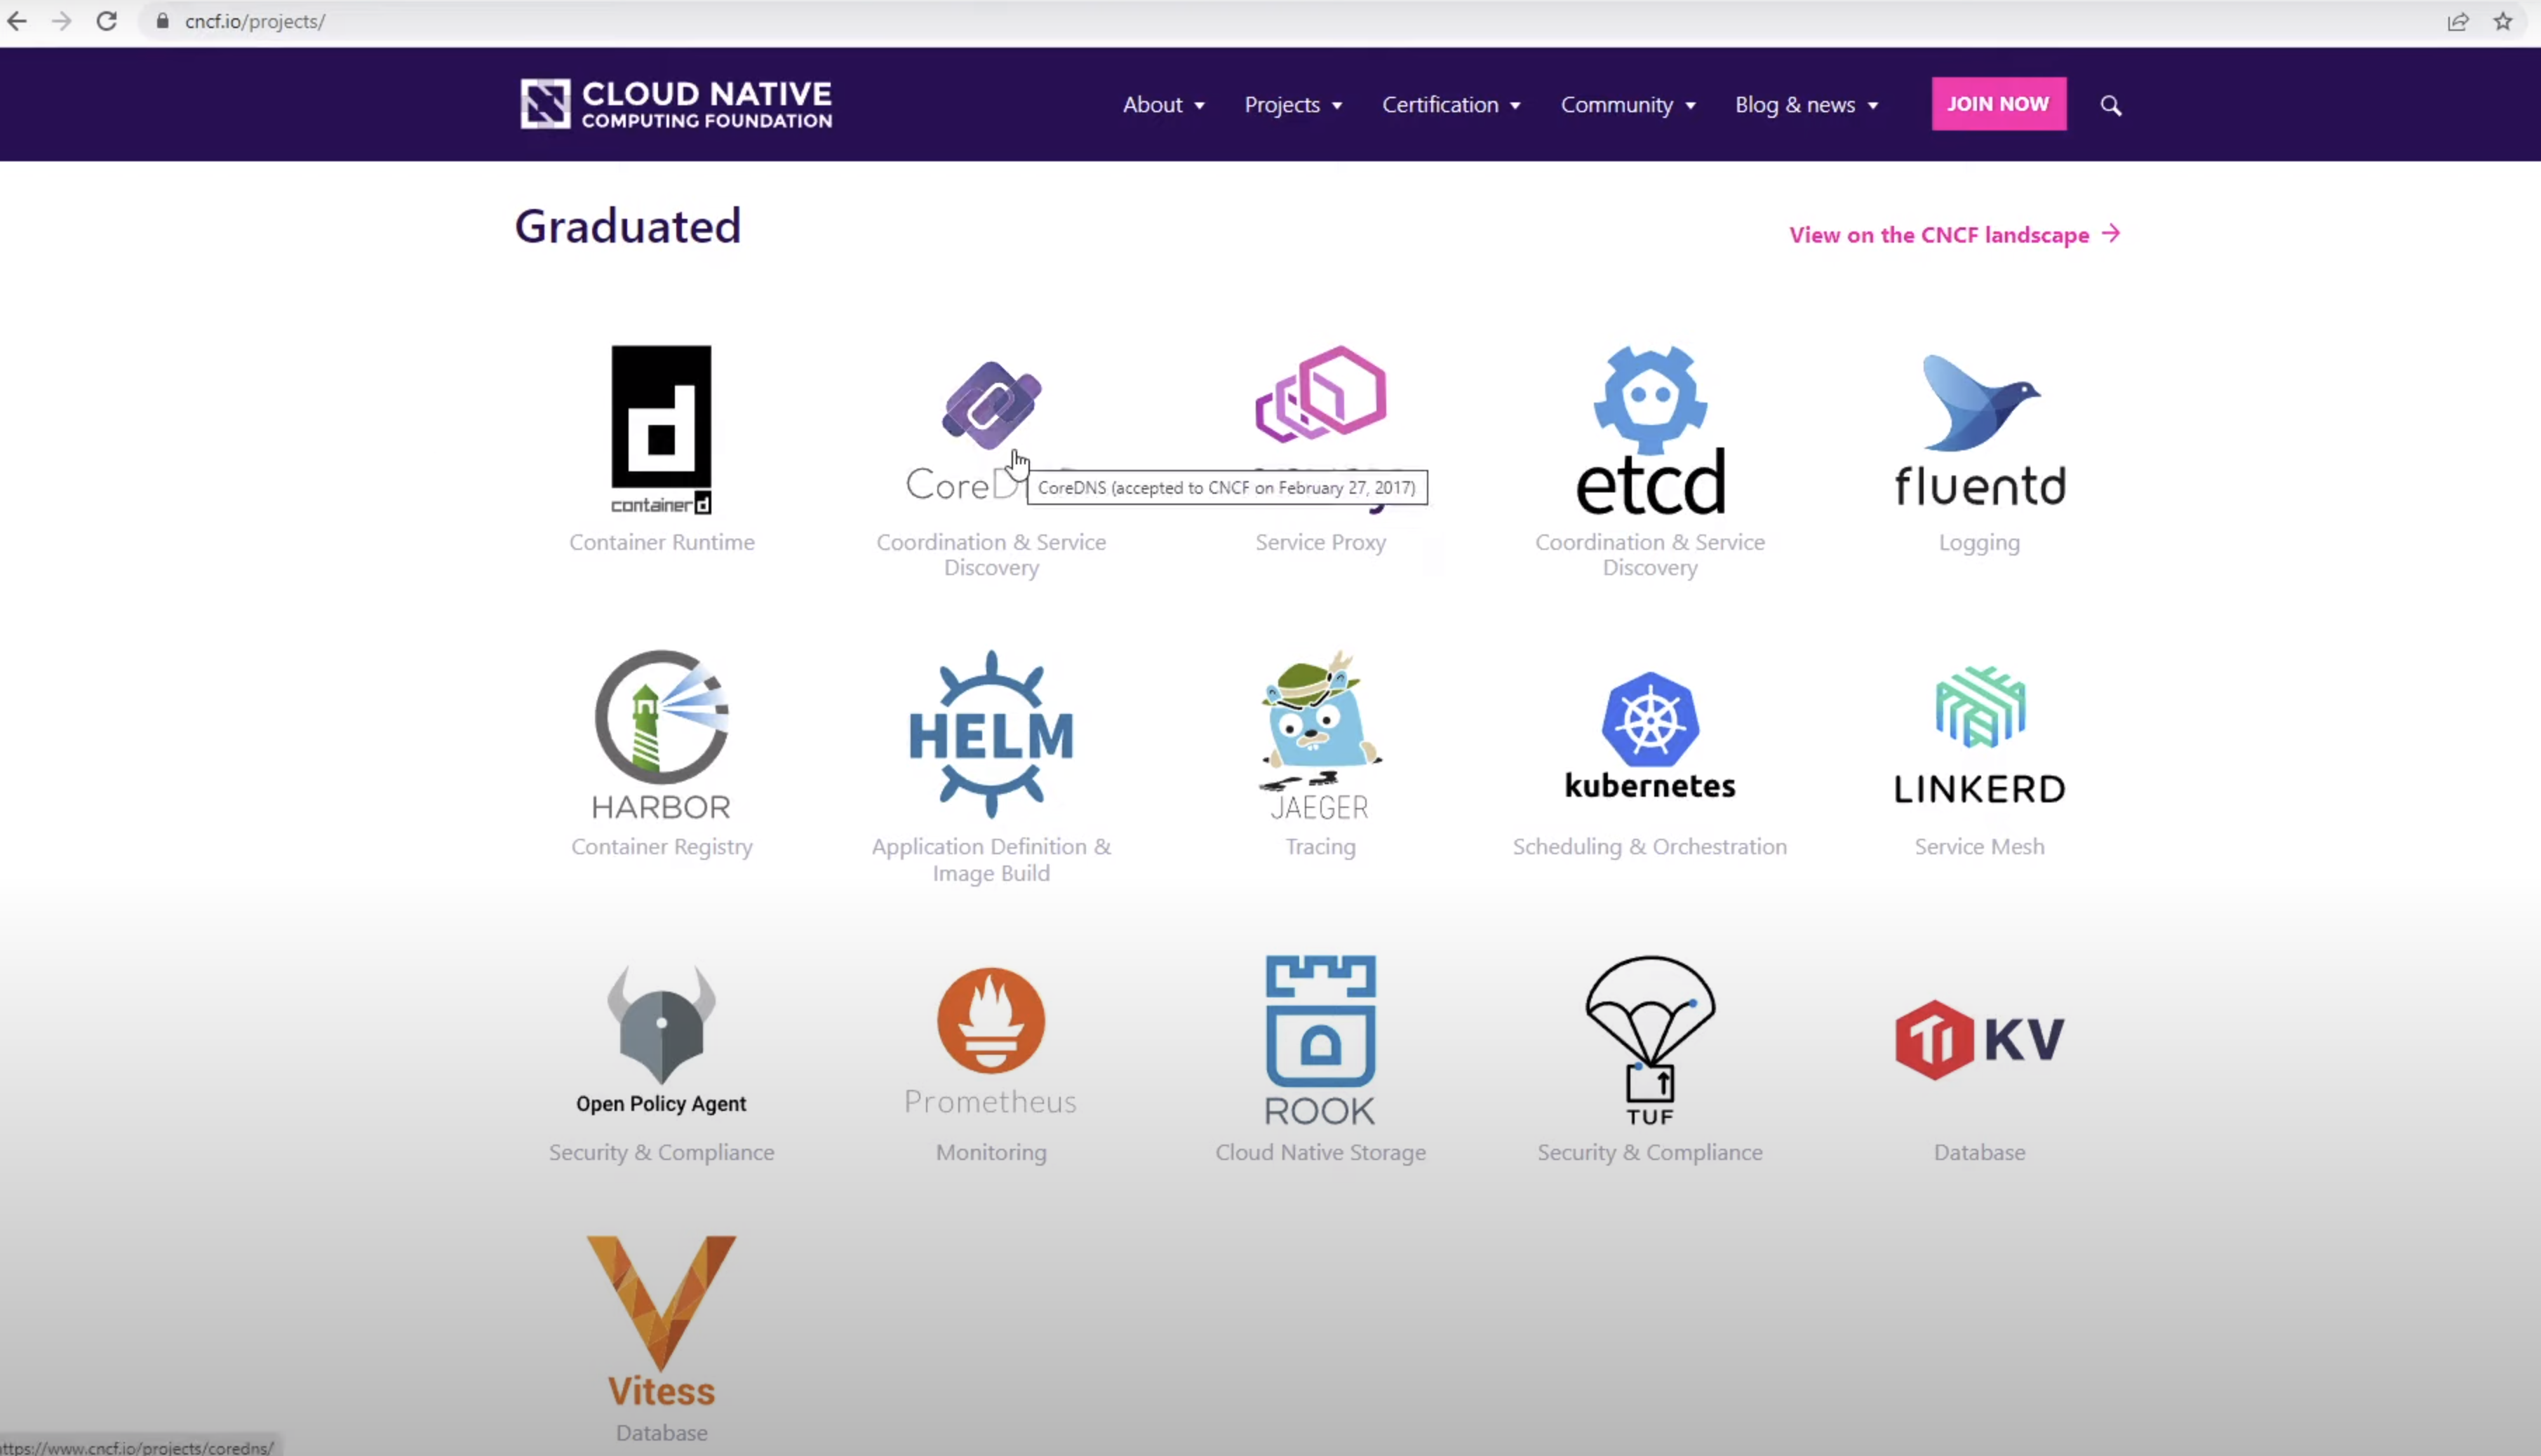 cncf.io/projects/
CLOUD NATIVE
COMPUTING FOUNDATION
About
Projects
Certification
Community
Blog & news
JOIN NOW
Graduated
View on the CNCF landscape
d
containerd
Container Runtime
CoreD
CoreDNS (accepted to CNCF on February 27, 2017)
Coordination & Service
Discovery
Service Proxy
etcd
Coordination & Service
Discovery
fluentd
Logging
HARBOR
Container Registry
HELM
Application Definition &
Image Build
JAEGER
Tracing
kubernetes
Scheduling & Orchestration
LINKERD
Service Mesh
Open Policy Agent
Security & Compliance
Prometheus
Monitoring
ROOK
Cloud Native Storage
TUF
Security & Compliance
TiKV
Database
Vitess
Database
ttps://www.cncf.io/projects/coredns/